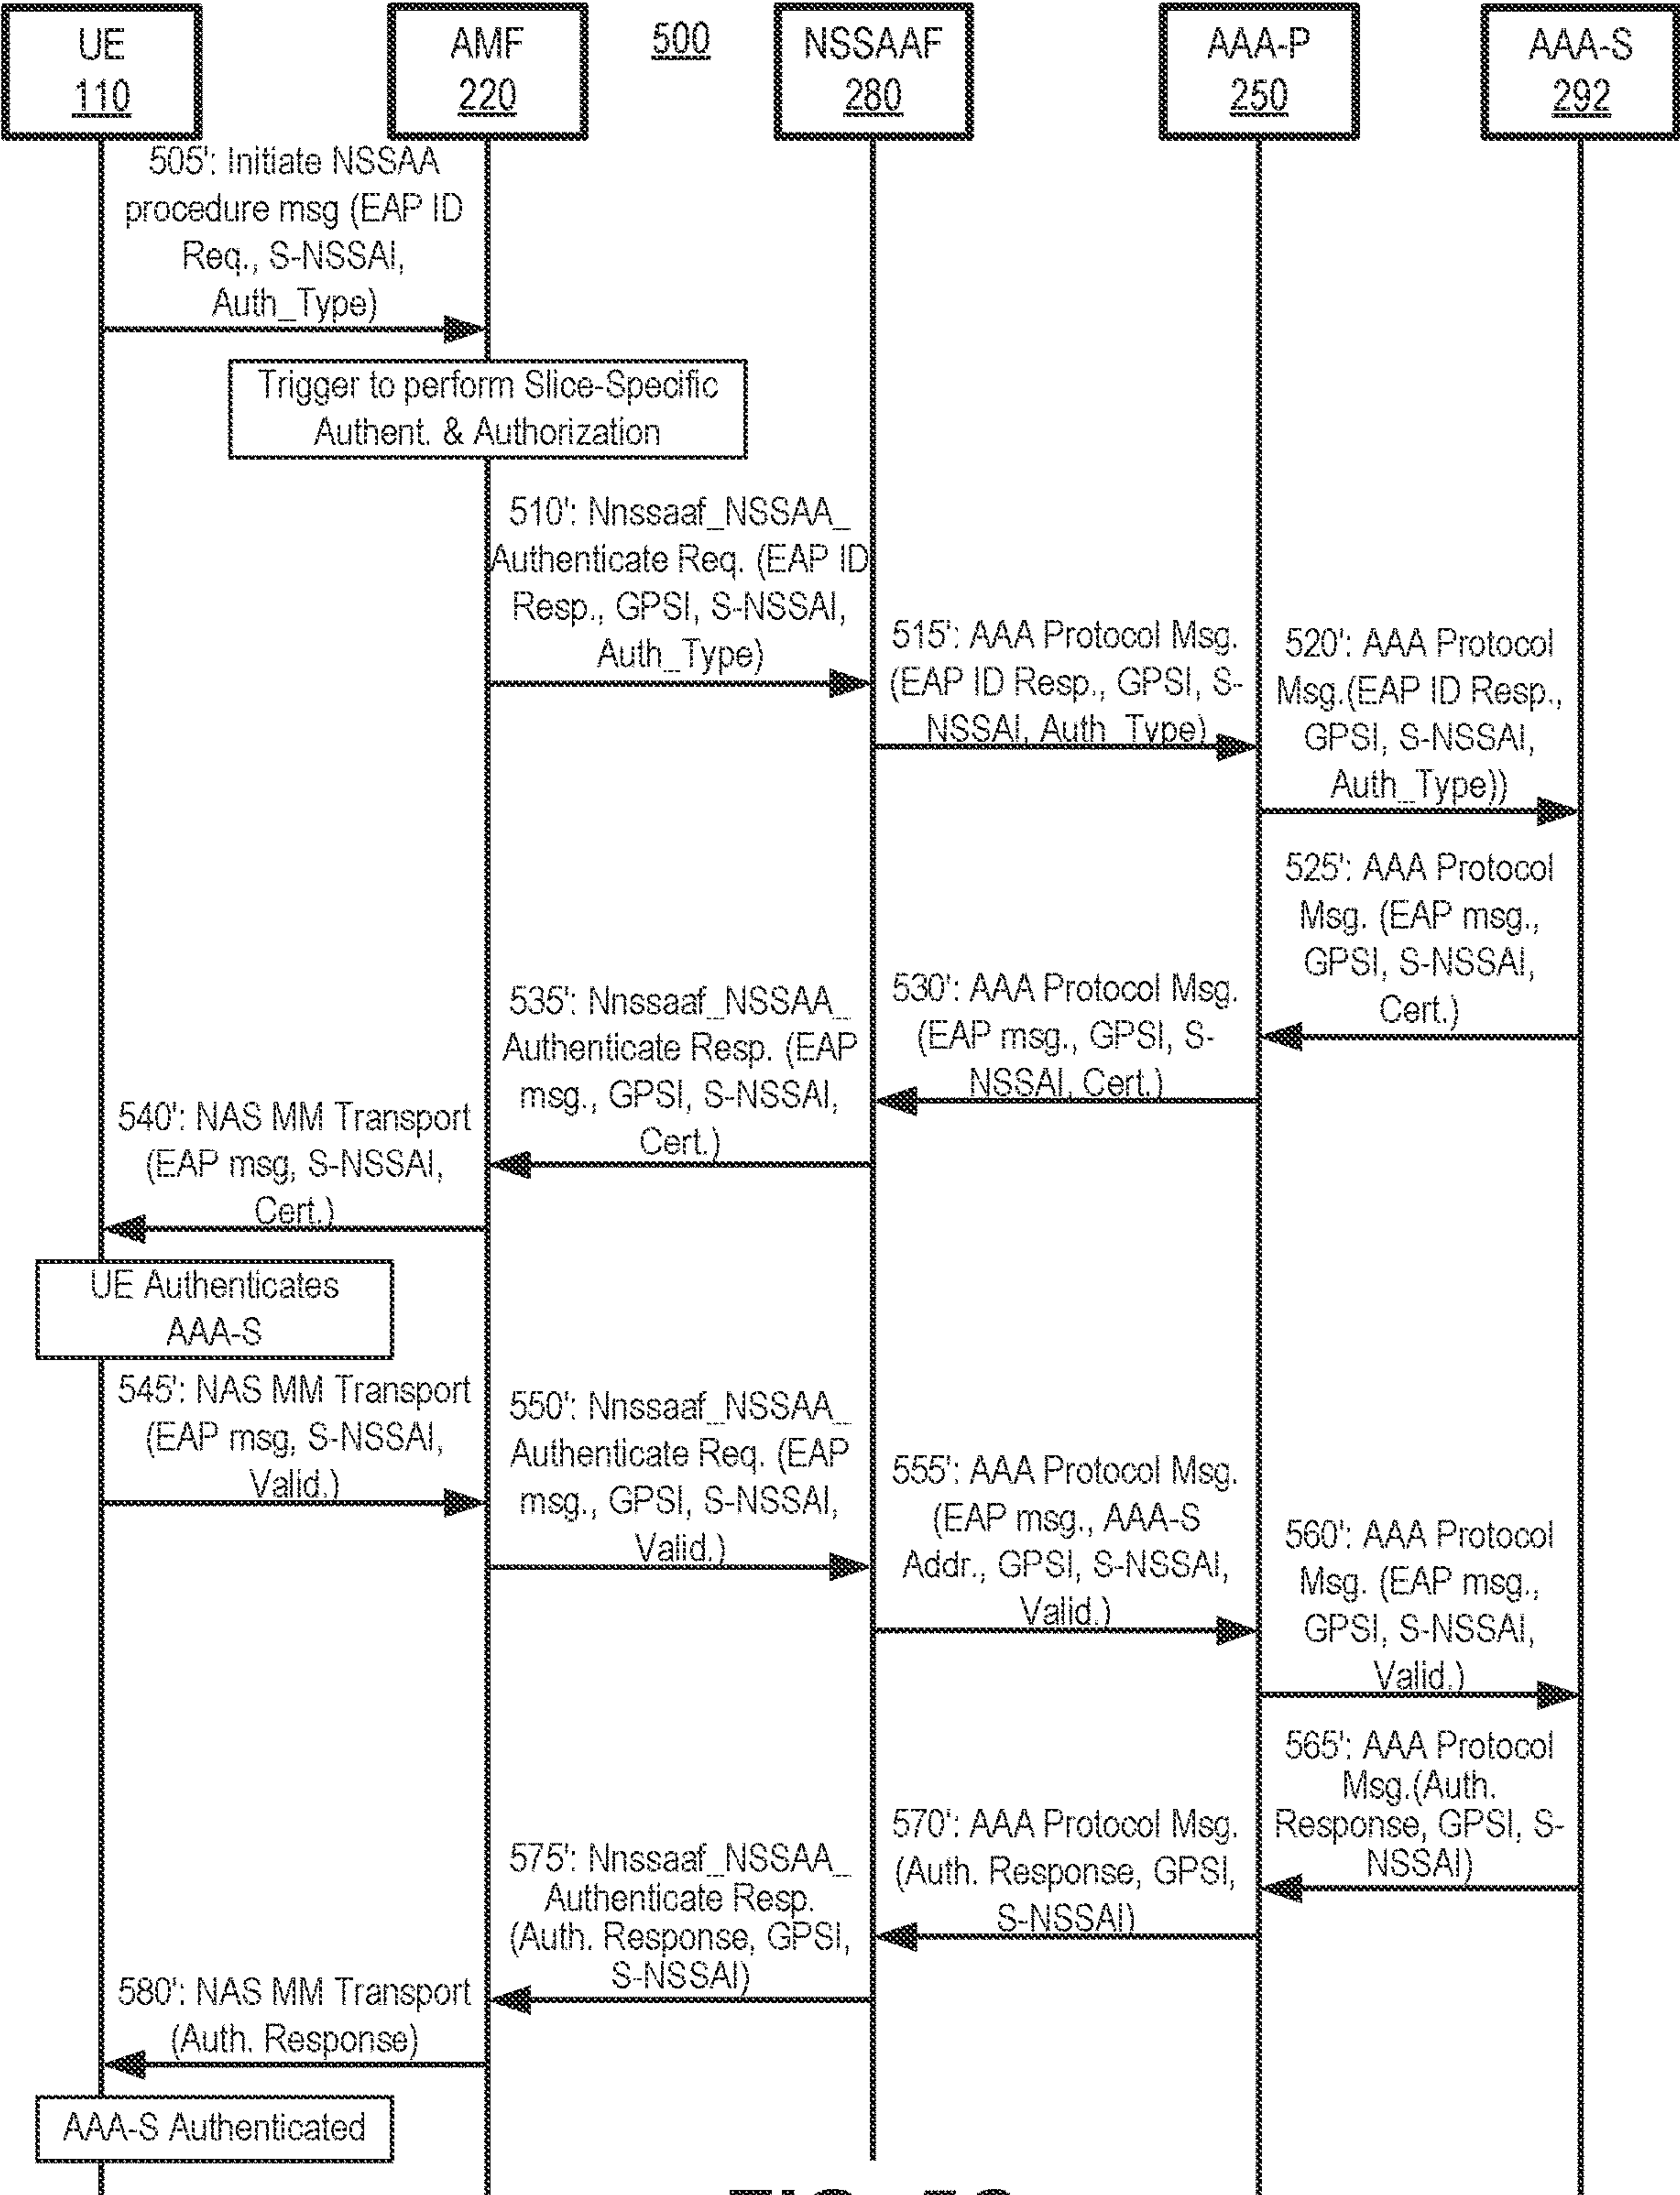 UE
110
AMF
220
500
NSSAAF
280
AAA-P
250
AAA-S
292
505': Initiate NSSAA
procedure msg (EAP ID
Req., S-NSSAI,
Auth_Type)
Trigger to perform Slice-Specific
Authent. & Authorization
510': Nnssaaf_NSSAA_
Authenticate Req. (EAP ID
Resp., GPSI, S-NSSAI,
Auth_Type)
515': AAA Protocol Msg.
(EAP ID Resp., GPSI, S-
NSSAI, Auth_Type)
520': AAA Protocol
Msg.(EAP ID Resp.,
GPSI, S-NSSAI,
Auth_Type))
525': AAA Protocol
Msg. (EAP msg.,
GPSI, S-NSSAI,
Cert.)
530': AAA Protocol Msg.
(EAP msg., GPSI, S-
NSSAI, Cert.)
535': Nnssaaf_NSSAA_
Authenticate Resp. (EAP
msg., GPSI, S-NSSAI,
Cert.)
540': NAS MM Transport
(EAP msg, S-NSSAI,
Cert.)
UE Authenticates
AAA-S
545': NAS MM Transport
(EAP msg, S-NSSAI,
Valid.)
550': Nnssaaf_NSSAA_
Authenticate Req. (EAP
msg., GPSI, S-NSSAI,
Valid.)
555': AAA Protocol Msg.
(EAP msg., AAA-S
Addr., GPSI, S-NSSAI,
Valid.)
560': AAA Protocol
Msg. (EAP msg.,
GPSI, S-NSSAI,
Valid.)
565': AAA Protocol
Msg.(Auth.
Response, GPSI, S-
NSSAI)
570': AAA Protocol Msg.
(Auth. Response, GPSI,
S-NSSAI)
575': Nnssaaf_NSSAA_
Authenticate Resp.
(Auth. Response, GPSI,
S-NSSAI)
580': NAS MM Transport
(Auth. Response)
AAA-S Authenticated